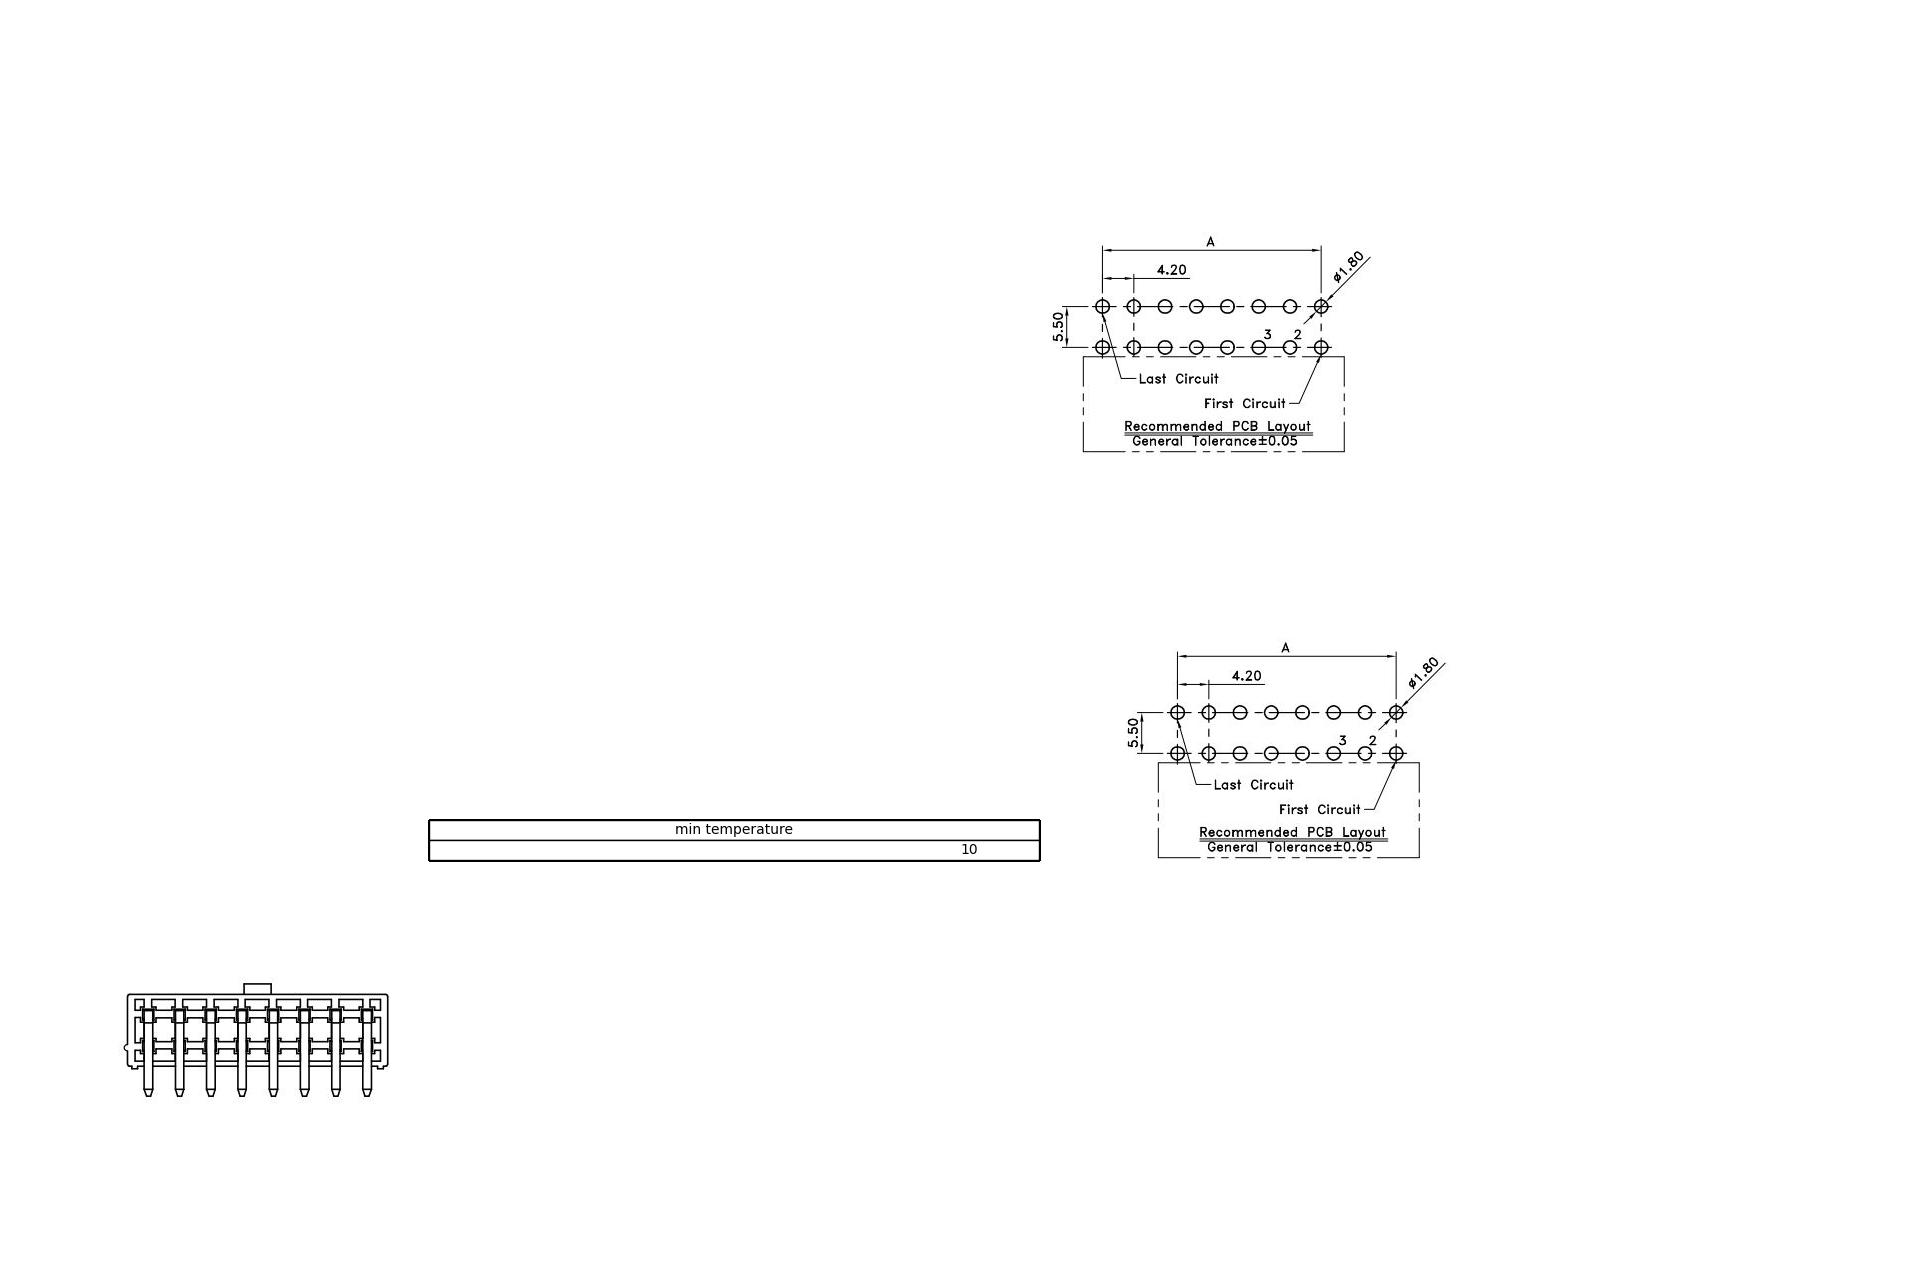 A
4.20
ø1.80
5.50
3 2
Last Circuit
First Circuit
Recommended PCB Layout
General Tolerance±0.05
A
4.20
ø1.80
5.50
3 2
Last Circuit
First Circuit
Recommended PCB Layout
General Tolerance±0.05
min temperature
10